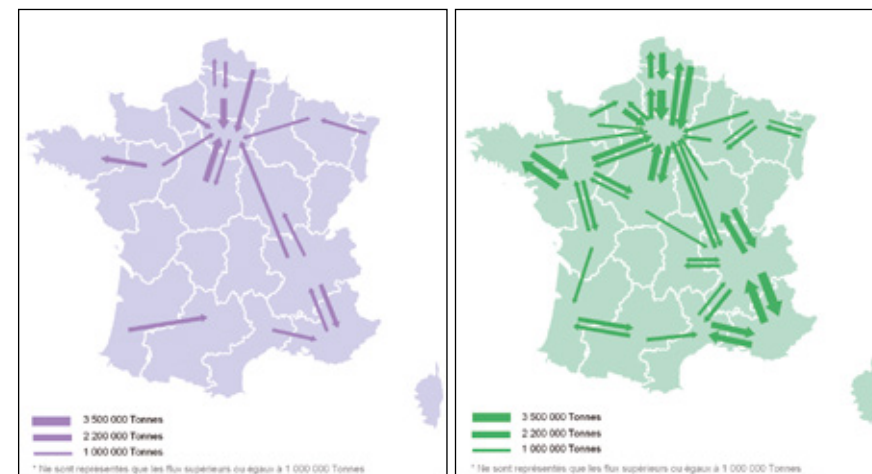 3 500 000 Tonnes
2 200 000 Tonnes
1 000 000 Tonnes
* Ne sont représentés que les flux supérieurs ou égaux à 1 000 000 Tonnes
3 500 000 Tonnes
2 200 000 Tonnes
1 000 000 Tonnes
* Ne sont représentés que les flux supérieurs ou égaux à 1 000 000 Tonnes